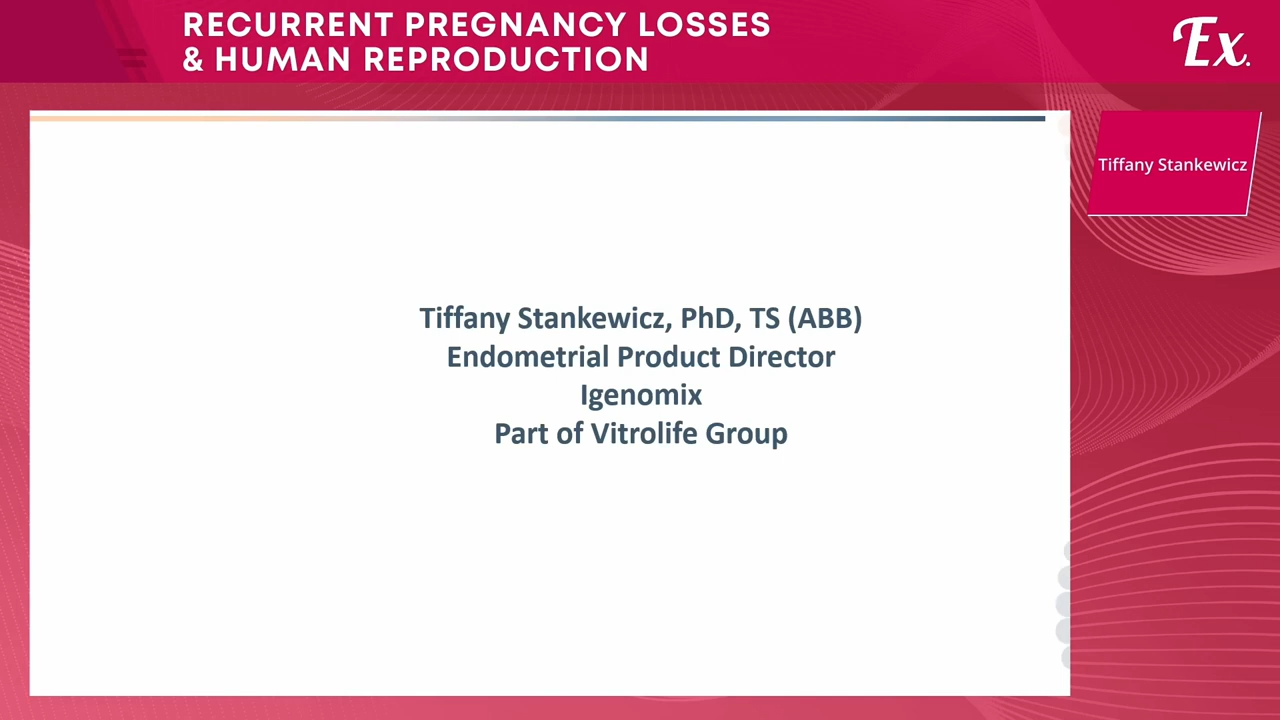 RECURRENT PREGNANCY LOSSES
& HUMAN REPRODUCTION
Ex.
Tiffany Stankewicz
Tiffany Stankewicz, PhD, TS (ABB)
Endometrial Product Director
Igenomix
Part of Vitrolife Group